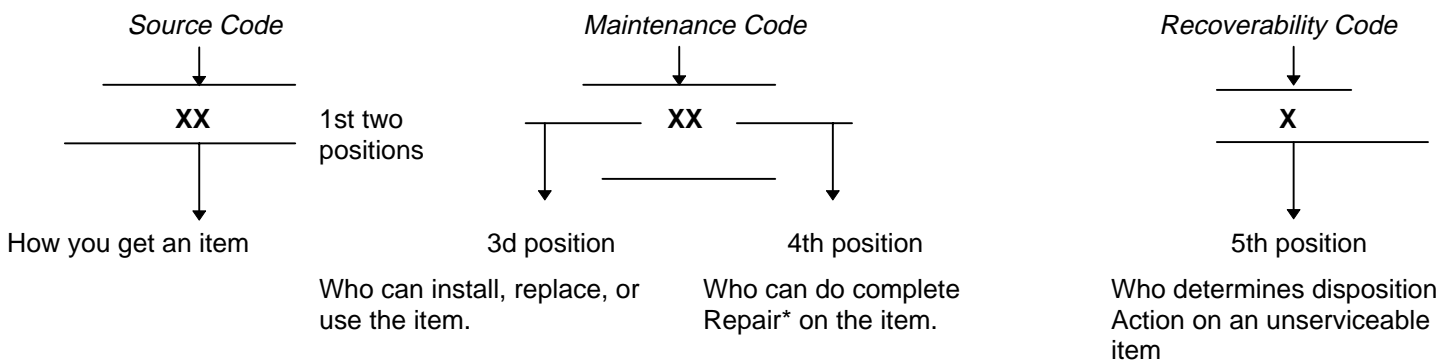 Source Code
Maintenance Code
Recoverability Code
XX
1st two
positions
XX
X
How you get an item
3d position
4th position
5th position
Who can install, replace, or
use the item.
Who can do complete
Repair* on the item.
Who determines disposition
Action on an unserviceable
item